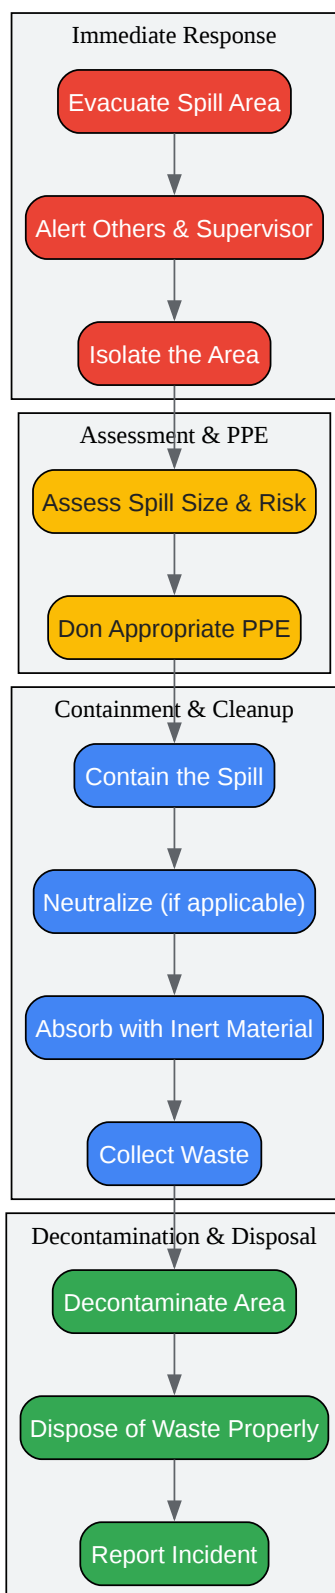 Immediate Response
Evacuate Spill Area
Alert Others & Supervisor
Isolate the Area
Assessment & PPE
Assess Spill Size & Risk
Don Appropriate PPE
Containment & Cleanup
Contain the Spill
Neutralize (if applicable)
Absorb with Inert Material
Collect Waste
Decontamination & Disposal
Decontaminate Area
Dispose of Waste Properly
Report Incident